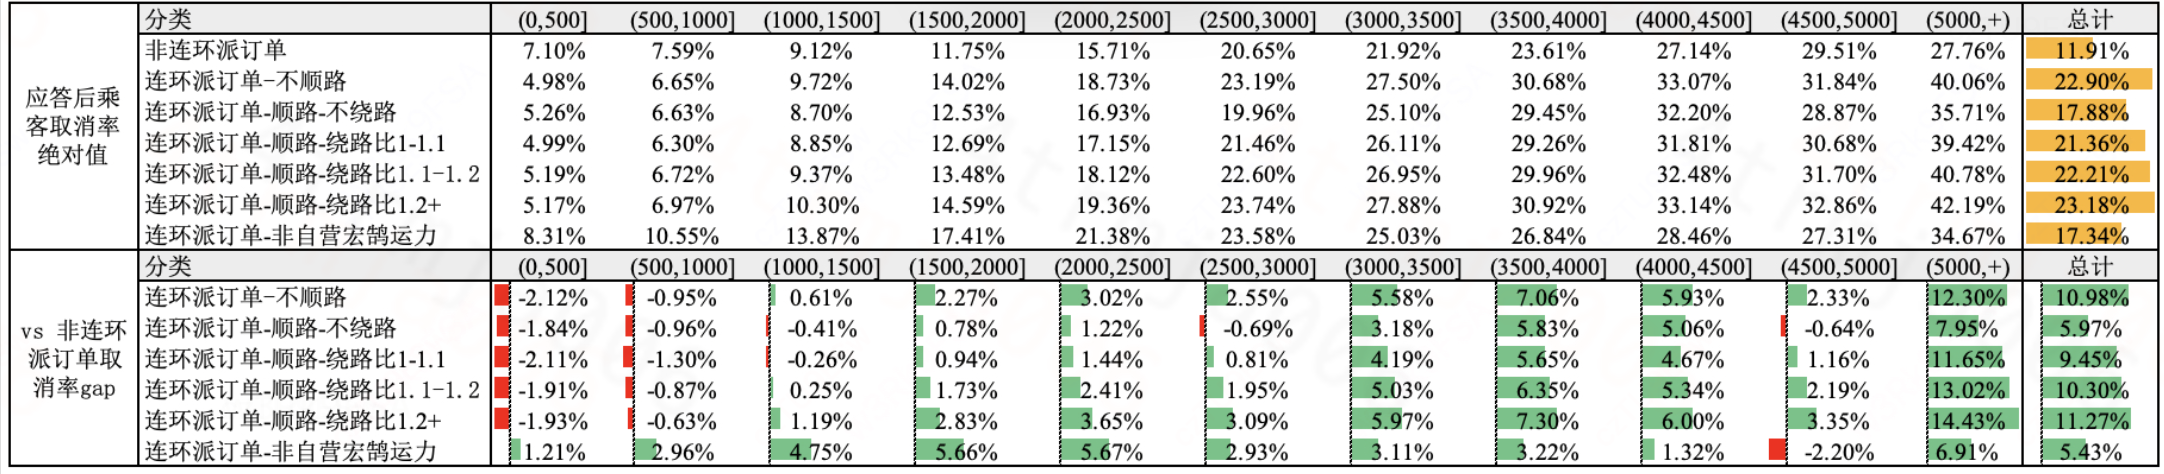 分类 (0,500] (500,1000] (1000,1500] (1500,2000] (2000,2500] (2500,3000] (3000,3500] (3500,4000] (4000,4500] (4500,5000] (5000,+) 总计
应答后乘
客取消率
绝对值
非连环派订单 7.10% 7.59% 9.12% 11.75% 15.71% 20.65% 21.92% 23.61% 27.14% 29.51% 27.76% 11.91%
连环派订单-不顺路 4.98% 6.65% 9.72% 14.02% 18.73% 23.19% 27.50% 30.68% 33.07% 31.84% 40.06% 22.90%
连环派订单-顺路-不绕路 5.26% 6.63% 8.70% 12.53% 16.93% 19.96% 25.10% 29.45% 32.20% 28.87% 35.71% 17.88%
连环派订单-顺路-绕路比1-1.1 4.99% 6.30% 8.85% 12.69% 17.15% 21.46% 26.11% 29.26% 31.81% 30.68% 39.42% 21.36%
连环派订单-顺路-绕路比1.1-1.2 5.19% 6.72% 9.37% 13.48% 18.12% 22.60% 26.95% 29.96% 32.48% 31.70% 40.78% 22.21%
连环派订单-顺路-绕路比1.2+ 5.17% 6.97% 10.30% 14.59% 19.36% 23.74% 27.88% 30.92% 33.14% 32.86% 42.19% 23.18%
连环派订单-非自营宏鹄运力 8.31% 10.55% 13.87% 17.41% 21.38% 23.58% 25.03% 26.84% 28.46% 27.31% 34.67% 17.34%
分类 (0,500] (500,1000] (1000,1500] (1500,2000] (2000,2500] (2500,3000] (3000,3500] (3500,4000] (4000,4500] (4500,5000] (5000,+) 总计
vs 非连环
派订单取
消率gap
连环派订单-不顺路 -2.12% -0.95% 0.61% 2.27% 3.02% 2.55% 5.58% 7.06% 5.93% 2.33% 12.30% 10.98%
连环派订单-顺路-不绕路 -1.84% -0.96% -0.41% 0.78% 1.22% -0.69% 3.18% 5.83% 5.06% -0.64% 7.95% 5.97%
连环派订单-顺路-绕路比1-1.1 -2.11% -1.30% -0.26% 0.94% 1.44% 0.81% 4.19% 5.65% 4.67% 1.16% 11.65% 9.45%
连环派订单-顺路-绕路比1.1-1.2 -1.91% -0.87% 0.25% 1.73% 2.41% 1.95% 5.03% 6.35% 5.34% 2.19% 13.02% 10.30%
连环派订单-顺路-绕路比1.2+ -1.93% -0.63% 1.19% 2.83% 3.65% 3.09% 5.97% 7.30% 6.00% 3.35% 14.43% 11.27%
连环派订单-非自营宏鹄运力 1.21% 2.96% 4.75% 5.66% 5.67% 2.93% 3.11% 3.22% 1.32% -2.20% 6.91% 5.43%